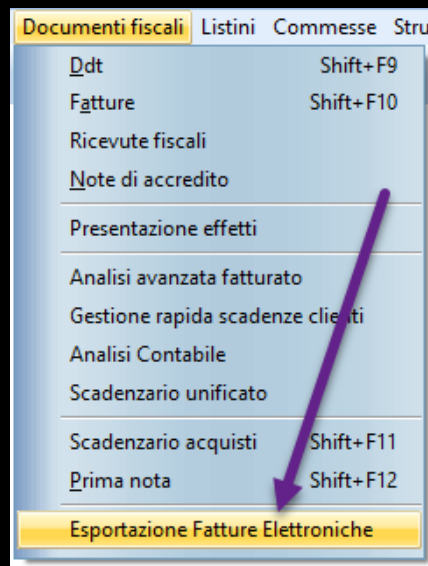 Documenti fiscali Listini Commesse Stru
Ddt Shift+F9
Fatture Shift+F10
Ricevute fiscali
Note di accredito
Presentazione effetti
Analisi avanzata fatturato
Gestione rapida scadenze clienti
Analisi Contabile
Scadenzario unificato
Scadenzario acquisti Shift+F11
Prima nota Shift+F12
Esportazione Fatture Elettroniche